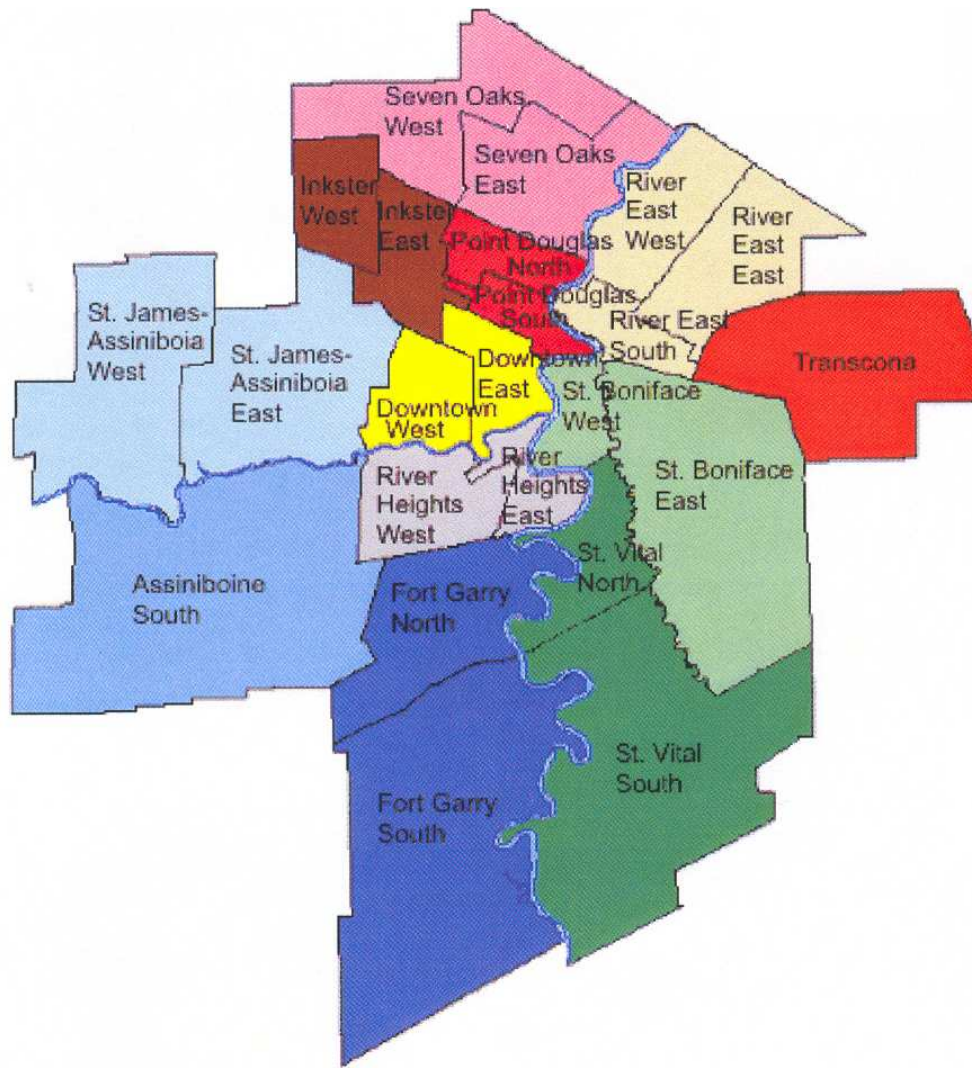 Seven Oaks
West
Seven Oaks
East
Inkster
West
Inkster
East
River
East
West
River
East
East
Point Douglas
North
Point Douglas
South
River East
South
Transcona
St. James-
Assiniboia
West
St. James-
Assiniboia
East
Downtown
East
Downtown
West
St. Boniface
West
St. Boniface
East
River
Heights
West
River
Heights
East
St. Vital
North
Assiniboine
South
Fort Garry
North
St. Vital
South
Fort Garry
South